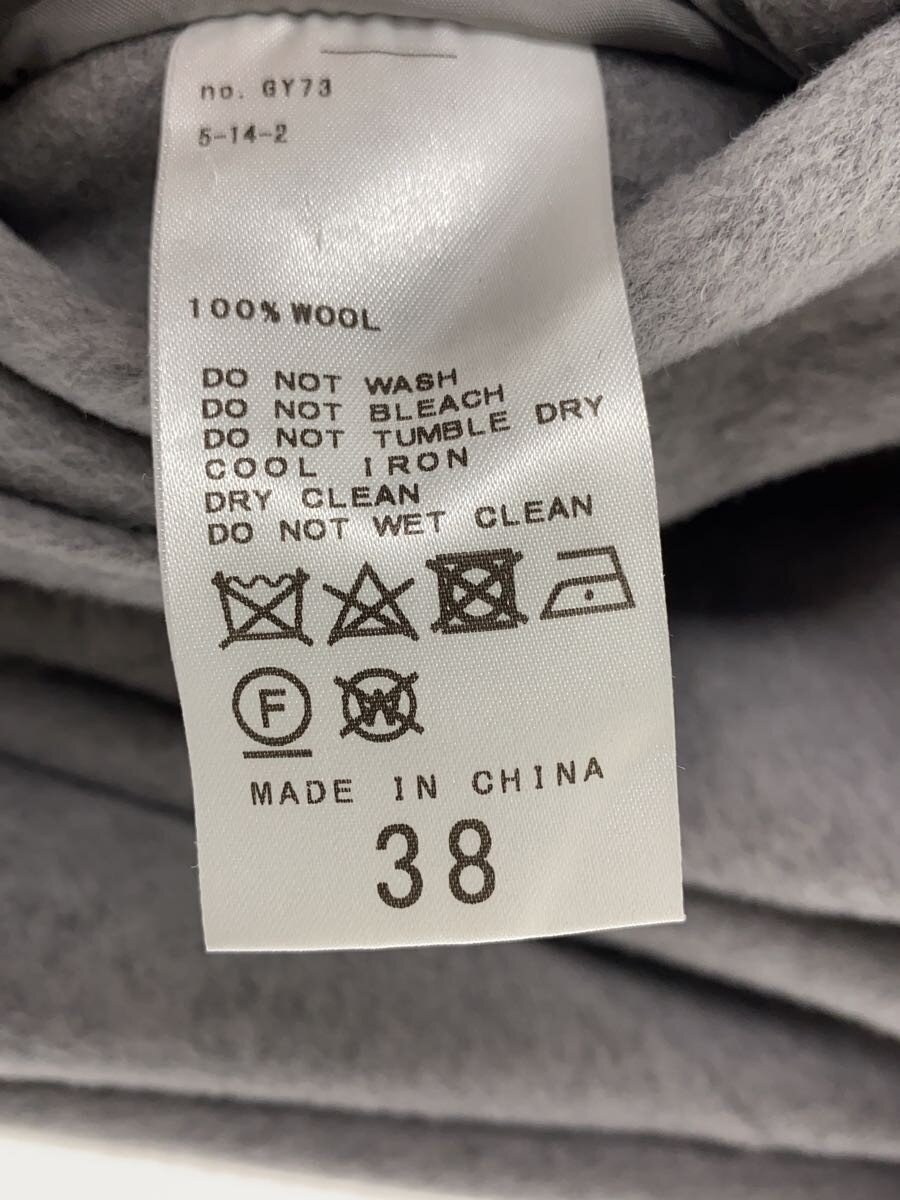 no. GY73
5-14-2
100% WOOL
DO NOT WASH
DO NOT BLEACH
DO NOT TUMBLE DRY
COOL IRON
DRY CLEAN
DO NOT WET CLEAN
F W
MADE IN CHINA
38